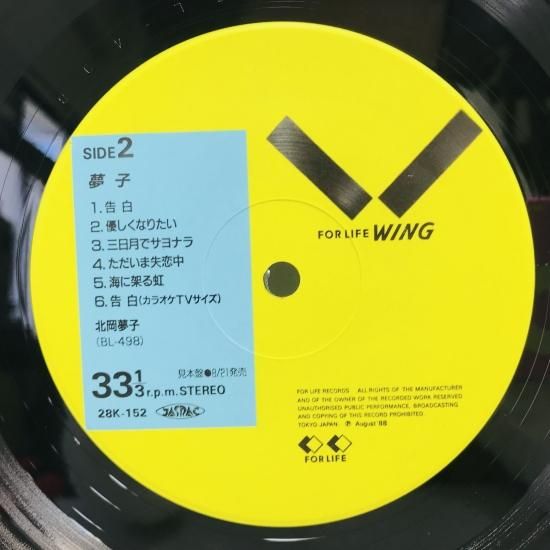 SIDE 2
夢 子
1. 告 白
2. 優しくなりたい
3. 三日月でサヨナラ
4. ただいま失恋中
5. 海に架る虹
6. 告 白(カラオケTVサイズ)
北岡夢子
(BL-498)
見本盤●8/21発売
33 1/3 r.p.m. STEREO
28K-152 JASRAC
FOR LIFE WING
FOR LIFE RECORDS ALL RIGHTS OF THE MANUFACTURER
AND OF THE OWNER OF THE RECORDED WORK RESERVED
UNAUTHORISED PUBLIC PERFORMANCE, BROADCASTING
AND COPYING OF THIS RECORD PROHIBITED.
TOKYO JAPAN. ℗ August '88
FOR LIFE